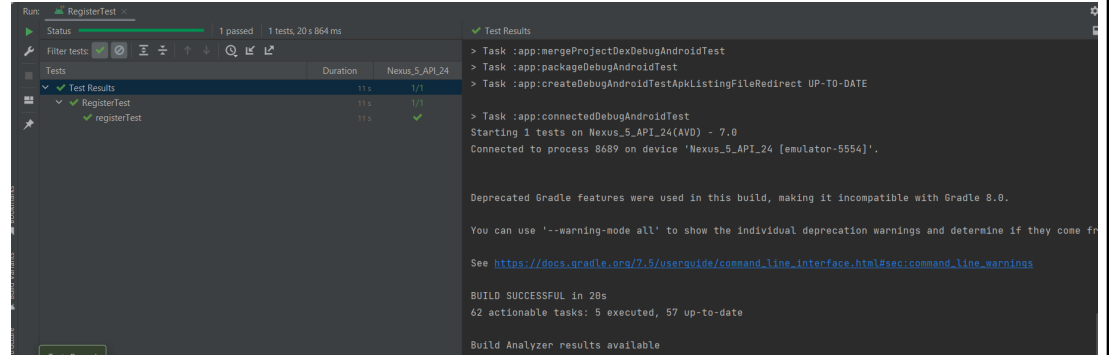 Run: RegisterTest ×
Status 1 passed 1 tests, 20 s 864 ms
Filter tests:
Tests Duration Nexus_5_API_24
Test Results 11 s 1/1
RegisterTest 11 s 1/1
registerTest 11 s
Test Results
> Task :app:mergeProjectDexDebugAndroidTest
> Task :app:packageDebugAndroidTest
> Task :app:createDebugAndroidTestApkListingFileRedirect UP-TO-DATE
> Task :app:connectedDebugAndroidTest
Starting 1 tests on Nexus_5_API_24(AVD) - 7.0
Connected to process 8689 on device 'Nexus_5_API_24 [emulator-5554]'.
Deprecated Gradle features were used in this build, making it incompatible with Gradle 8.0.
You can use '--warning-mode all' to show the individual deprecation warnings and determine if they come fr
See https://docs.gradle.org/7.5/userguide/command_line_interface.html#sec:command_line_warnings
BUILD SUCCESSFUL in 20s
62 actionable tasks: 5 executed, 57 up-to-date
Build Analyzer results available